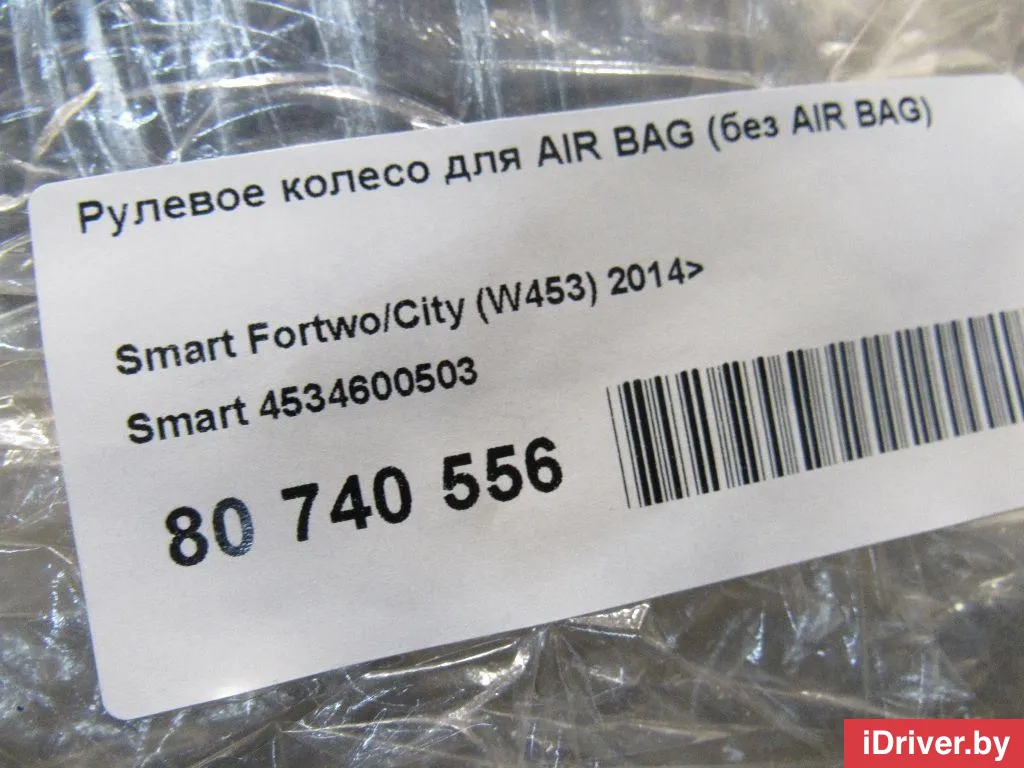 Рулевое колесо для AIR BAG (без AIR BAG)
Smart Fortwo/City (W453) 2014>
Smart 4534600503
80 740 556
iDriver.by